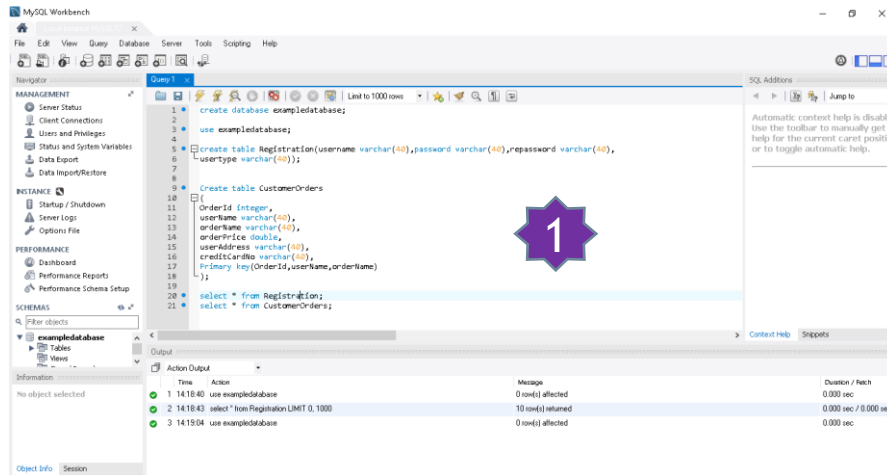 MySQL Workbench
File Edit View Query Database Server Tools Scripting Help
Navigator
MANAGEMENT
Server Status
Client Connections
Users and Privileges
Status and System Variables
Data Export
Data Import/Restore
INSTANCE
Startup / Shutdown
Server Logs
Options File
PERFORMANCE
Dashboard
Performance Reports
Performance Schema Setup
SCHEMAS
Filter objects
exampledatabase
Tables
Views
Information
No object selected
Object Info Session
Query 1
Limit to 1000 rows
1 create database exampledatabase;
2
3 use exampledatabase;
4
5 create table Registration(username varchar(40),password varchar(40),repassword varchar(40),
6 usertype varchar(40));
7
8
9 Create table CustomerOrders
10 (
11 OrderId integer,
12 userName varchar(40),
13 orderName varchar(40),
14 orderPrice double,
15 userAddress varchar(40),
16 creditCardNo varchar(40),
17 Primary key(OrderId,userName,orderName)
18 );
19
20 select * from Registration;
21 select * from CustomerOrders;
1
SQL Additions
Jump to
Automatic context help is disabl
Use the toolbar to manually get
help for the current caret positi
or to toggle automatic help.
Context Help Snippets
Output
Action Output
Time Action Message Duration / Fetch
1 14:18:40 use exampledatabase 0 row(s) affected 0.000 sec
2 14:18:43 select * from Registration LIMIT 0, 1000 10 row(s) returned 0.000 sec / 0.000 se
3 14:19:04 use exampledatabase 0 row(s) affected 0.000 sec